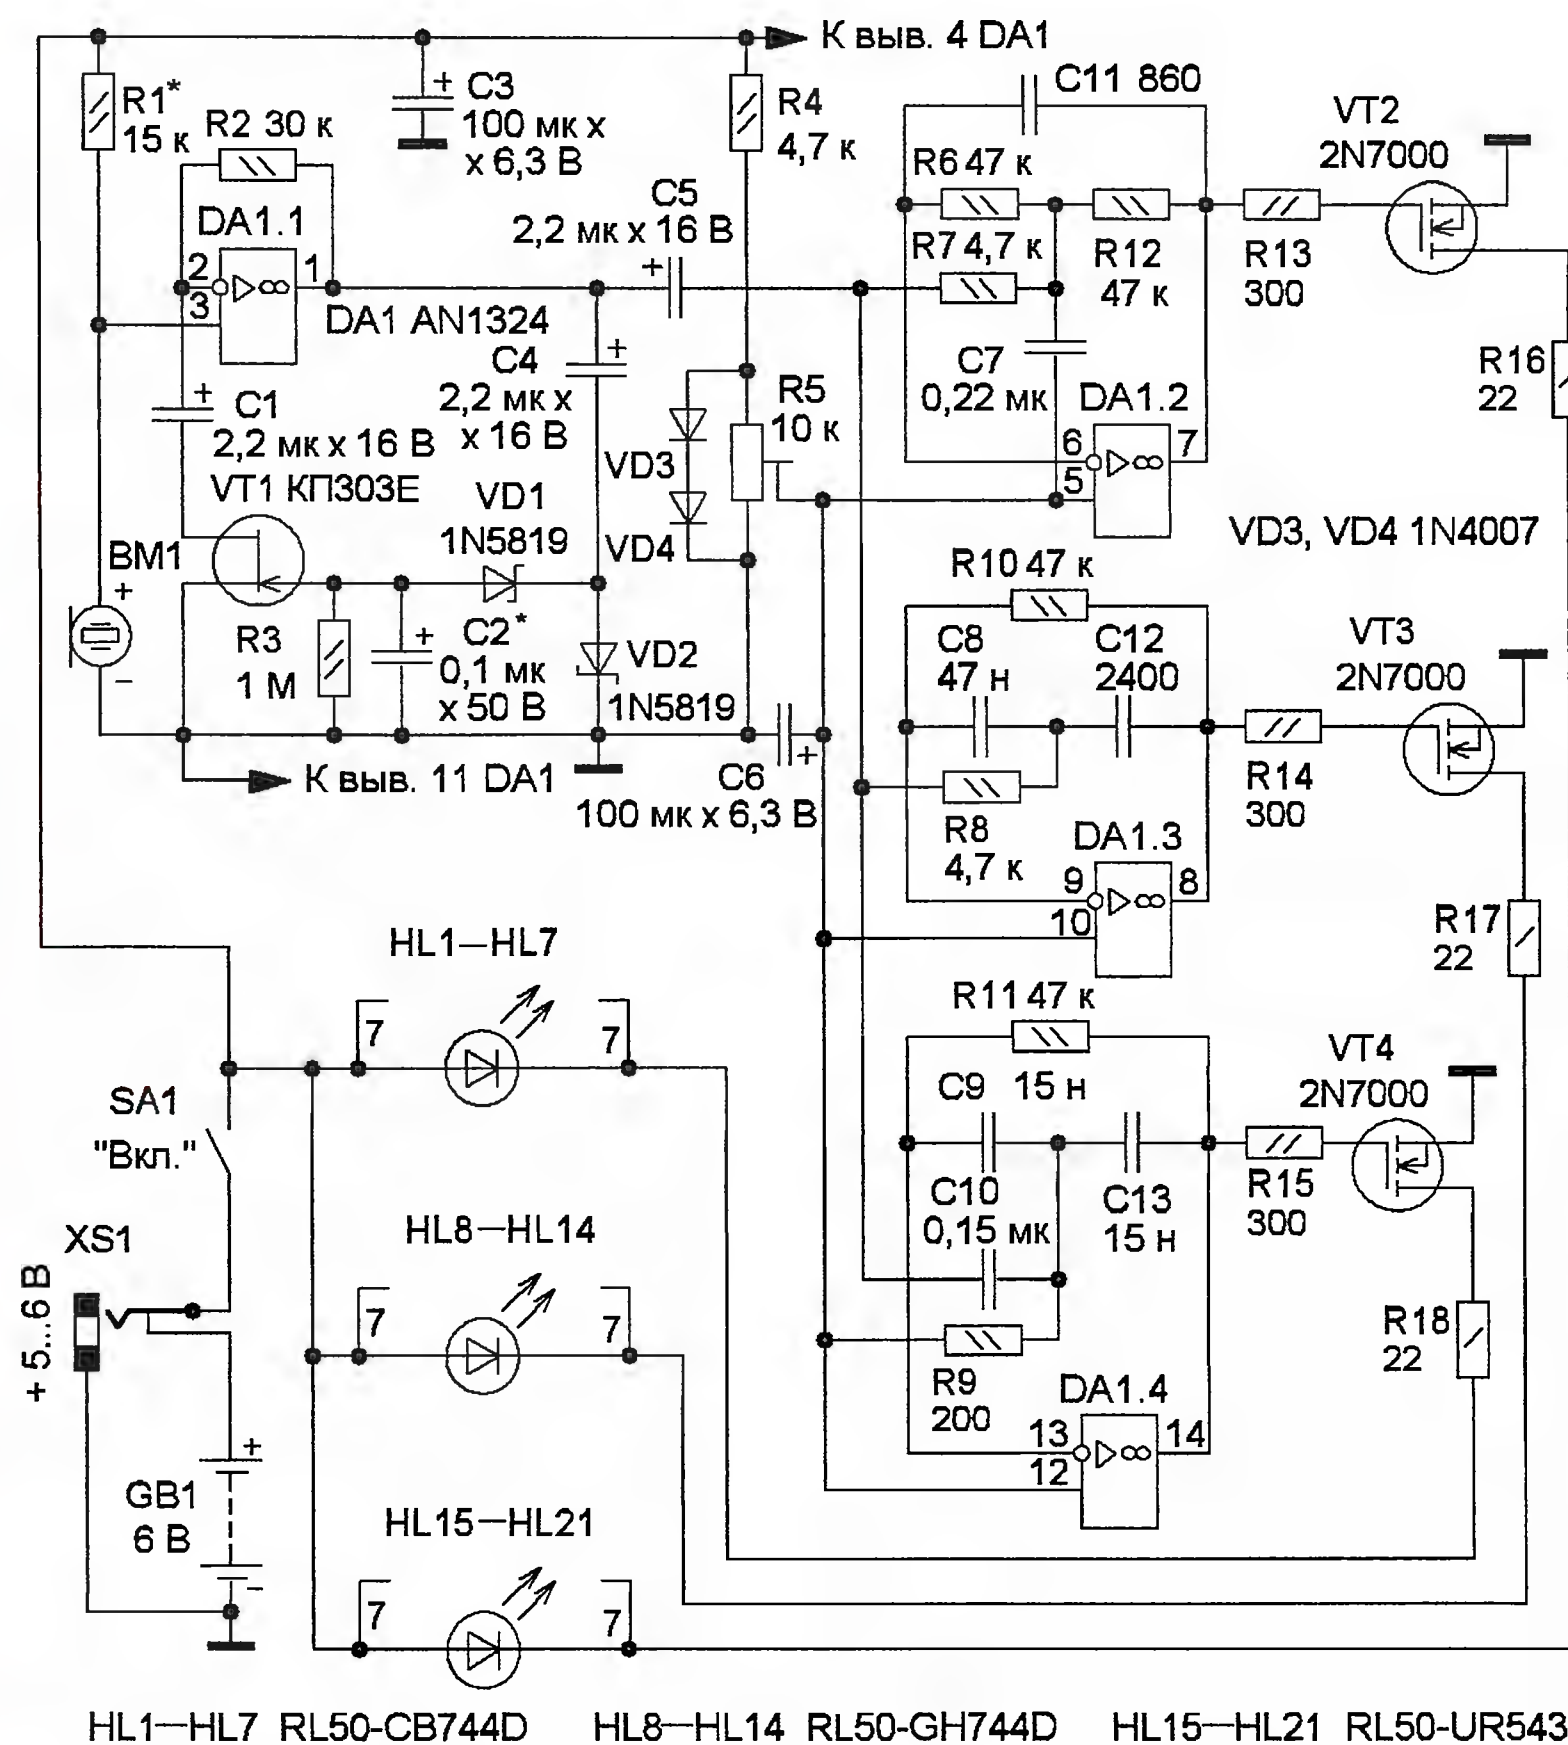 К выв. 4 DA1
C11 860
R1*
15 к
R2 30 к
C3
100 мк х
х 6,3 В
R4
4,7 к
VT2
2N7000
C5
2,2 мк х 16 В
R6 47 к
R7 4,7 к
R12
47 к
R13
300
DA1.1
2
3
1
DA1 AN1324
C4
2,2 мк х
х 16 В
C7
0,22 мк
R16
22
C1
2,2 мк х 16 В
R5
10 к
DA1.2
6
5
7
VD3
VD4
VT1 КП303Е
VD1
1N5819
VD3, VD4 1N4007
BM1
+
−
R3
1 М
C2*
0,1 мк
х 50 В
VD2
1N5819
C6
100 мк х 6,3 В
К выв. 11 DA1
R10 47 к
C8
47 н
C12
2400
VT3
2N7000
R14
300
R8
4,7 к
DA1.3
9
10
8
R17
22
HL1—HL7
7
7
R11 47 к
C9
15 н
VT4
2N7000
C10
0,15 мк
C13
15 н
R15
300
SA1
"Вкл."
XS1
+ 5...6 В
HL8—HL14
7
7
R9
200
DA1.4
13
12
14
R18
22
GB1
6 В
+
−
HL15—HL21
7
7
HL1—HL7 RL50-CB744D HL8—HL14 RL50-GH744D HL15—HL21 RL50-UR543